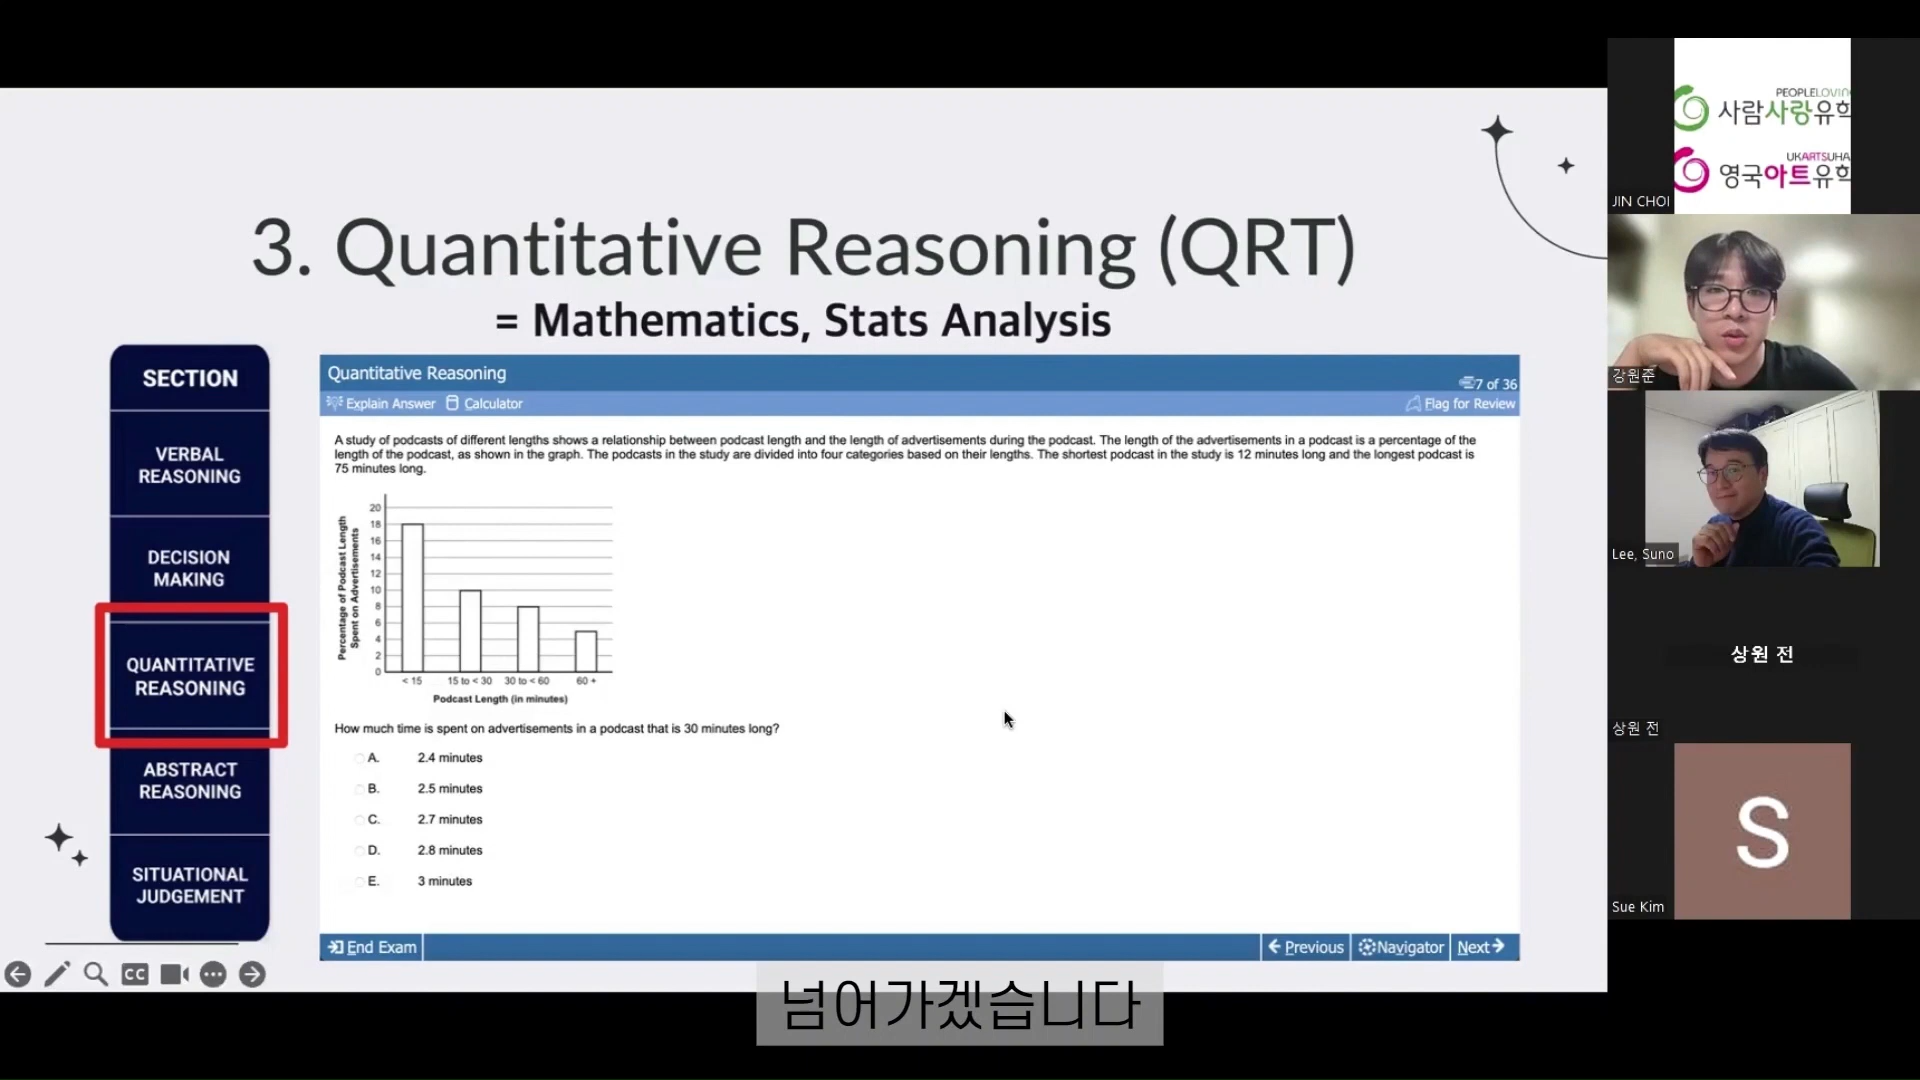 3. Quantitative Reasoning (QRT)
= Mathematics, Stats Analysis
SECTION
VERBAL
REASONING
DECISION
MAKING
QUANTITATIVE
REASONING
ABSTRACT
REASONING
SITUATIONAL
JUDGEMENT
Quantitative Reasoning
7 of 36
Explain Answer
Calculator
Flag for Review
A study of podcasts of different lengths shows a relationship between podcast length and the length of advertisements during the podcast. The length of the advertisements in a podcast is a percentage of the
length of the podcast, as shown in the graph. The podcasts in the study are divided into four categories based on their lengths. The shortest podcast in the study is 12 minutes long and the longest podcast is
75 minutes long.
Percentage of Podcast Length
Spent on Advertisements
20
18
16
14
12
10
8
6
4
2
0
< 15
15 to < 30
30 to < 60
60 +
Podcast Length (in minutes)
How much time is spent on advertisements in a podcast that is 30 minutes long?
A. 2.4 minutes
B. 2.5 minutes
C. 2.7 minutes
D. 2.8 minutes
E. 3 minutes
End Exam
Previous
Navigator
Next
CC
넘어가겠습니다
PEOPLELOVIN
사람사랑유학
UKARTSUHA
영국아트유학
JIN CHOI
강원준
Lee, Suno
상원 전
상원 전
S
Sue Kim